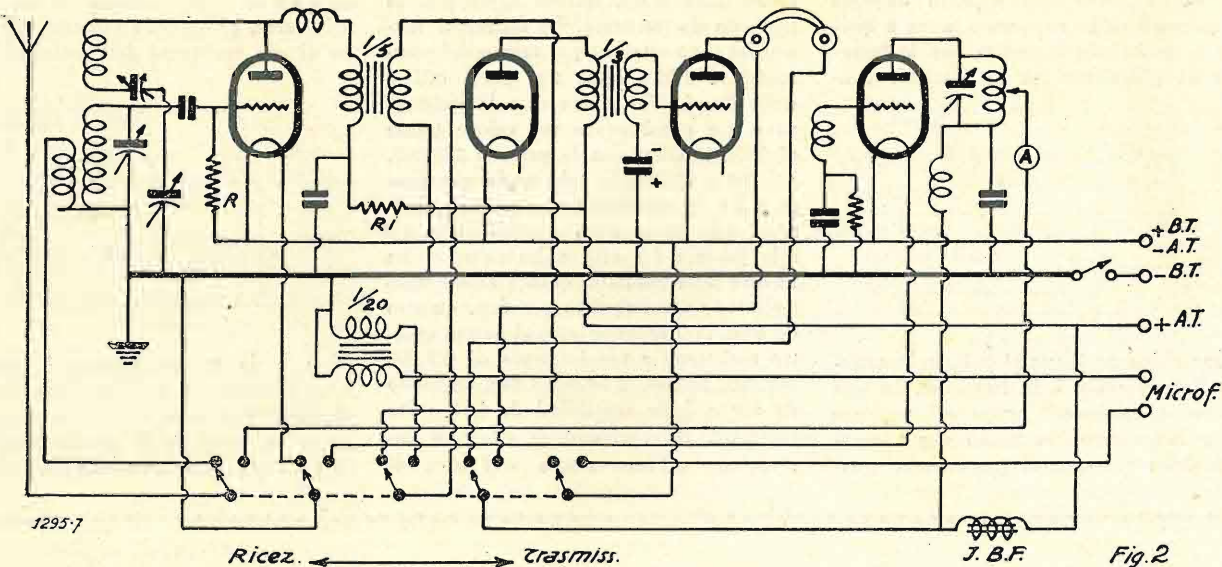 1/5
1/3
R
R1
A
+ B.T.
- A.T.
- B.T.
1/20
+ A.T.
Microf.
- +
1295-7
Ricez. Trasmiss.
J.B.F.
Fig.2